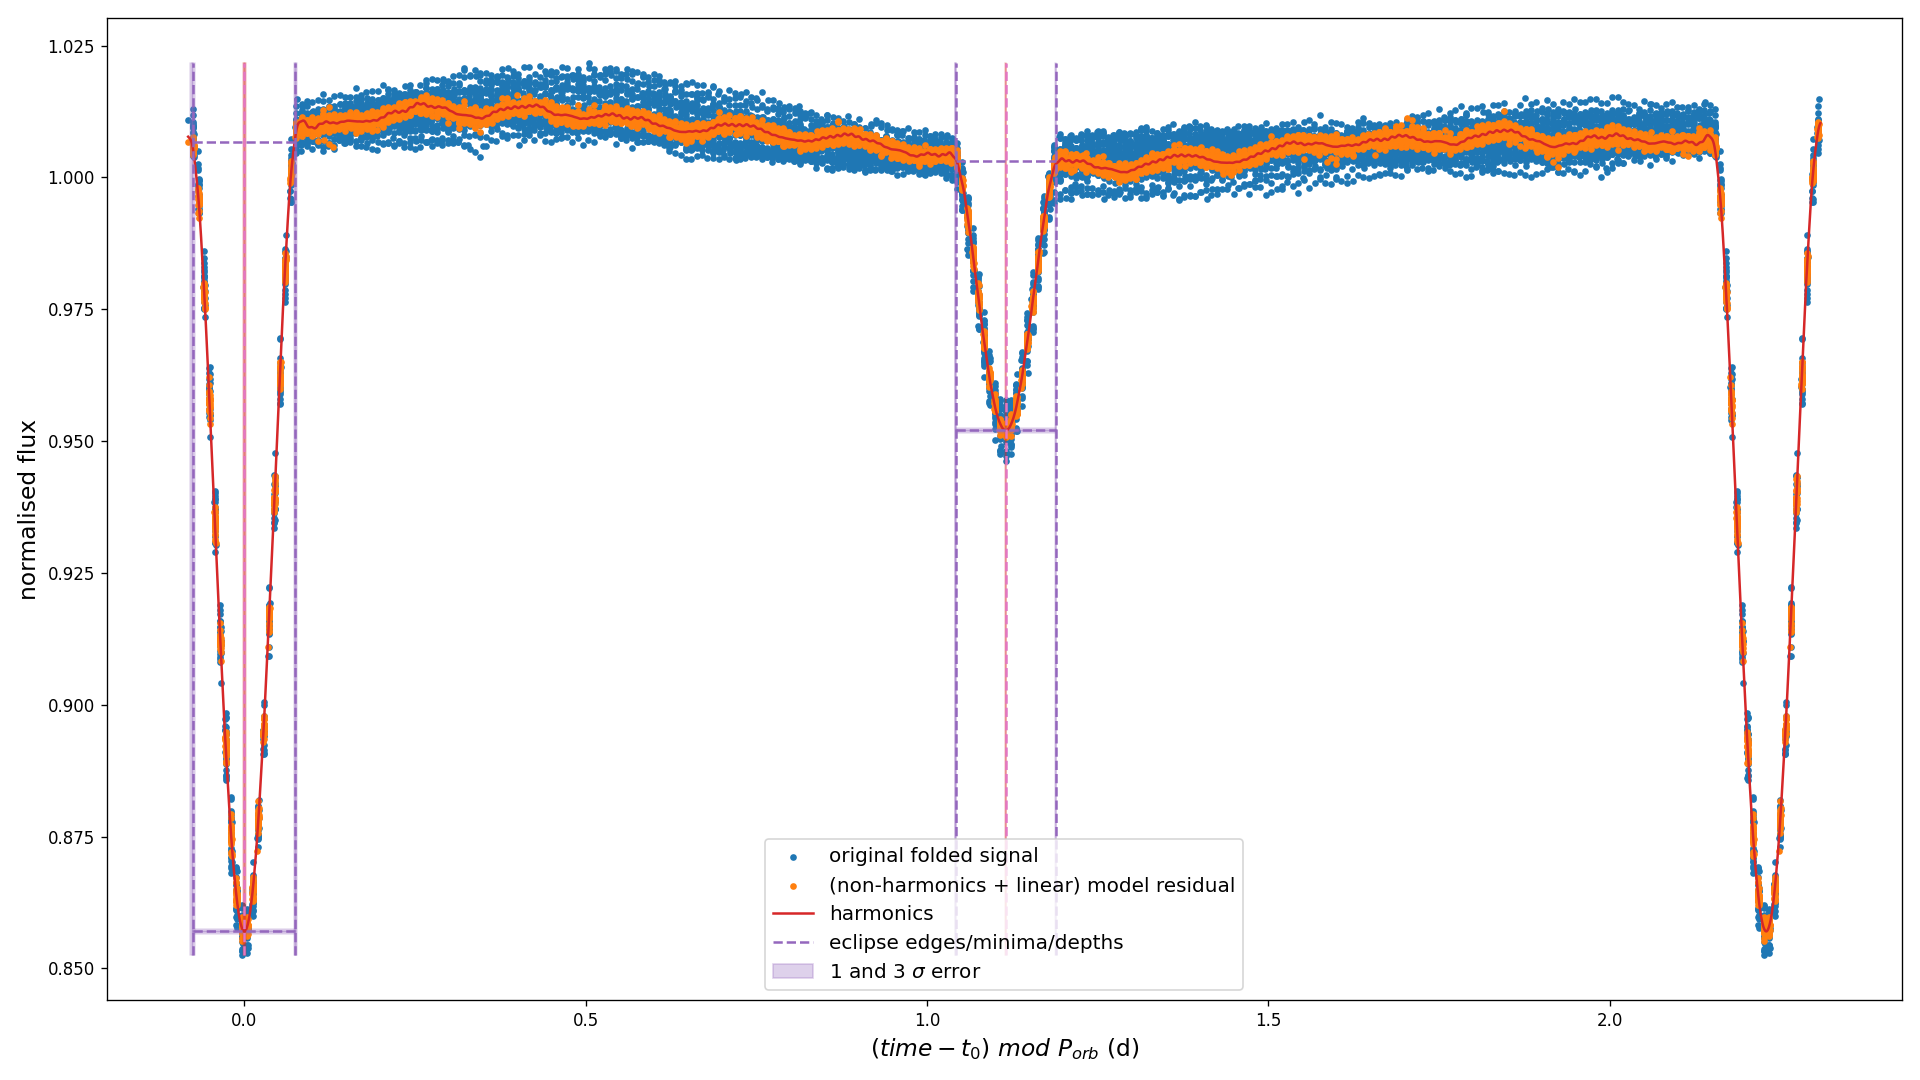 normalised flux
1.025
1.000
0.975
0.950
0.925
0.900
0.875
0.850
original folded signal
(non-harmonics + linear) model residual
harmonics
eclipse edges/minima/depths
1 and 3 σ error
0.0 0.5 1.0 1.5 2.0
(time − t₀) mod P_orb (d)